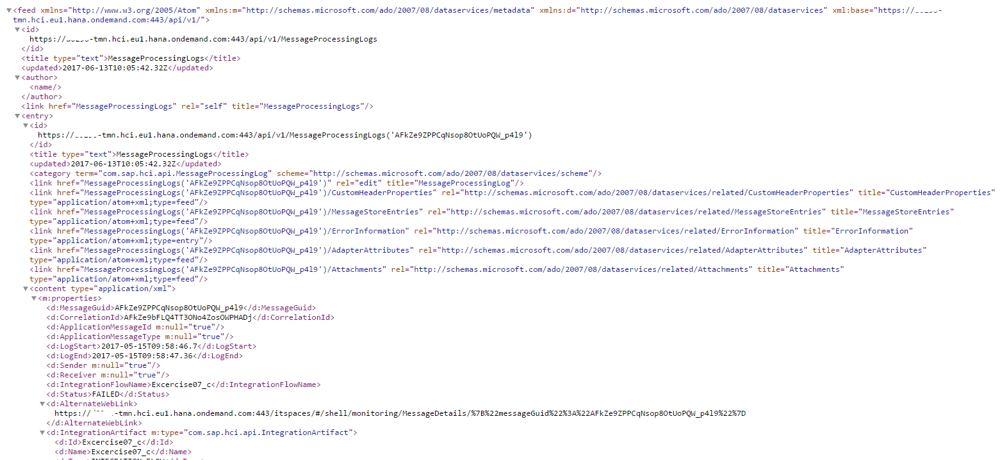 <feed xmlns="http://www.w3.org/2005/Atom" xmlns:m="http://schemas.microsoft.com/ado/2007/08/dataservices/metadata" xmlns:d="http://schemas.microsoft.com/ado/2007/08/dataservices" xml:base="https://
tmn.hci.eu1.hana.ondemand.com:443/api/v1/">
<id>
https:// -tmn.hci.eu1.hana.ondemand.com:443/api/v1/MessageProcessingLogs
</id>
<title type="text">MessageProcessingLogs</title>
<updated>2017-06-13T10:05:42.32Z</updated>
<author>
<name/>
</author>
<link href="MessageProcessingLogs" rel="self" title="MessageProcessingLogs"/>
<entry>
<id>
https:// -tmn.hci.eu1.hana.ondemand.com:443/api/v1/MessageProcessingLogs('AFkZe9ZPPCqNsop8OtUoPQW_p4l9')
</id>
<title type="text">MessageProcessingLogs</title>
<updated>2017-06-13T10:05:42.32Z</updated>
<category term="com.sap.hci.api.MessageProcessingLog" scheme="http://schemas.microsoft.com/ado/2007/08/dataservices/scheme"/>
<link href="MessageProcessingLogs('AFkZe9ZPPCqNsop8OtUoPQW_p4l9')" rel="edit" title="MessageProcessingLog"/>
<link href="MessageProcessingLogs('AFkZe9ZPPCqNsop8OtUoPQW_p4l9')/CustomHeaderProperties" rel="http://schemas.microsoft.com/ado/2007/08/dataservices/related/CustomHeaderProperties" title="CustomHeaderProperties"
type="application/atom+xml;type=feed"/>
<link href="MessageProcessingLogs('AFkZe9ZPPCqNsop8OtUoPQW_p4l9')/MessageStoreEntries" rel="http://schemas.microsoft.com/ado/2007/08/dataservices/related/MessageStoreEntries" title="MessageStoreEntries"
type="application/atom+xml;type=feed"/>
<link href="MessageProcessingLogs('AFkZe9ZPPCqNsop8OtUoPQW_p4l9')/ErrorInformation" rel="http://schemas.microsoft.com/ado/2007/08/dataservices/related/ErrorInformation" title="ErrorInformation"
type="application/atom+xml;type=entry"/>
<link href="MessageProcessingLogs('AFkZe9ZPPCqNsop8OtUoPQW_p4l9')/AdapterAttributes" rel="http://schemas.microsoft.com/ado/2007/08/dataservices/related/AdapterAttributes" title="AdapterAttributes"
type="application/atom+xml;type=feed"/>
<link href="MessageProcessingLogs('AFkZe9ZPPCqNsop8OtUoPQW_p4l9')/Attachments" rel="http://schemas.microsoft.com/ado/2007/08/dataservices/related/Attachments" title="Attachments"
type="application/atom+xml;type=feed"/>
<content type="application/xml">
<m:properties>
<d:MessageGuid>AFkZe9ZPPCqNsop8OtUoPQW_p4l9</d:MessageGuid>
<d:CorrelationId>AFkZe9bFLQ4TT3ONo4ZosOWPHADj</d:CorrelationId>
<d:ApplicationMessageId m:null="true"/>
<d:ApplicationMessageType m:null="true"/>
<d:LogStart>2017-05-15T09:58:46.7</d:LogStart>
<d:LogEnd>2017-05-15T09:58:47.36</d:LogEnd>
<d:Sender m:null="true"/>
<d:Receiver m:null="true"/>
<d:IntegrationFlowName>Excercise07_c</d:IntegrationFlowName>
<d:Status>FAILED</d:Status>
<d:AlternateWebLink>
https:// -tmn.hci.eu1.hana.ondemand.com:443/itspaces/#/shell/monitoring/MessageDetails/%7B%22messageGuid%22%3A%22AFkZe9ZPPCqNsop8OtUoPQW_p4l9%22%7D
</d:AlternateWebLink>
<d:IntegrationArtifact m:type="com.sap.hci.api.IntegrationArtifact">
<d:Id>Excercise07_c</d:Id>
<d:Name>Excercise07_c</d:Name>